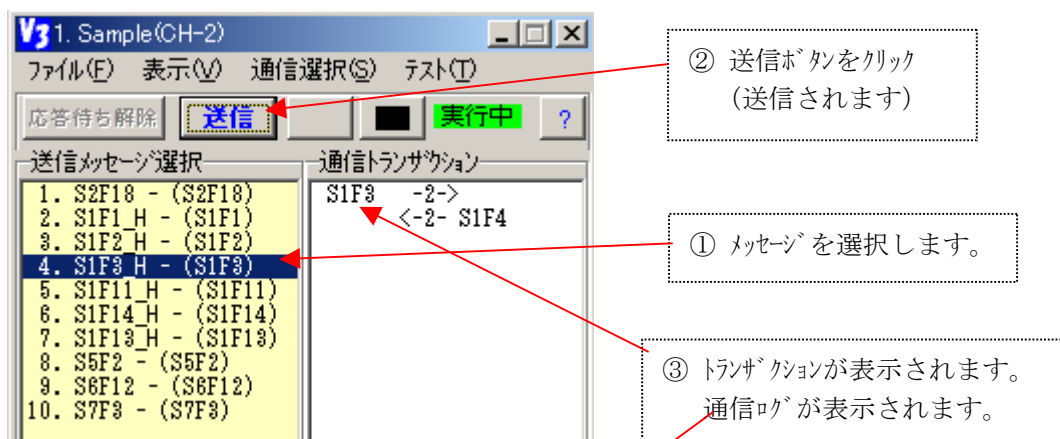 V3 1. Sample(CH-2)
ファイル(F) 表示(V) 通信選択(S) テスト(T)
応答待ち解除 送信 実行中 ?
送信メッセージ選択
1. S2F18 - (S2F18)
2. S1F1_H - (S1F1)
3. S1F2_H - (S1F2)
4. S1F3_H - (S1F3)
5. S1F11_H - (S1F11)
6. S1F14_H - (S1F14)
7. S1F13_H - (S1F13)
8. S5F2 - (S5F2)
9. S6F12 - (S6F12)
10. S7F3 - (S7F3)
通信トランザクション
S1F3 -2->
<-2- S1F4
② 送信ボタンをクリック
(送信されます)
① メッセージを選択します。
③ トランザクションが表示されます。
通信ログが表示されます。